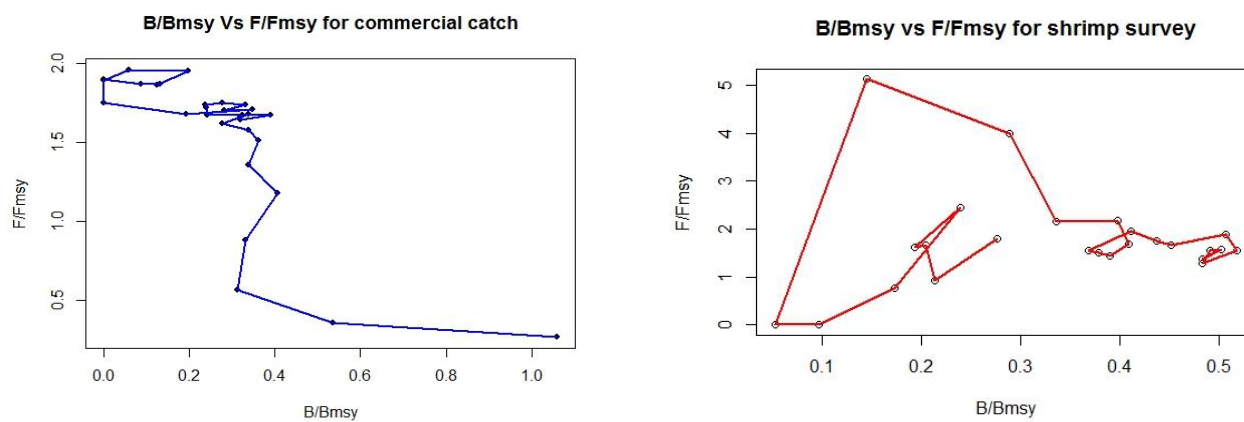 B/Bmsy Vs F/Fmsy for commercial catch
2.0
1.5
1.0
0.5
F/Fmsy
0.0 0.2 0.4 0.6 0.8 1.0
B/Bmsy
B/Bmsy vs F/Fmsy for shrimp survey
5
4
3
2
1
0
F/Fmsy
0.1 0.2 0.3 0.4 0.5
B/Bmsy